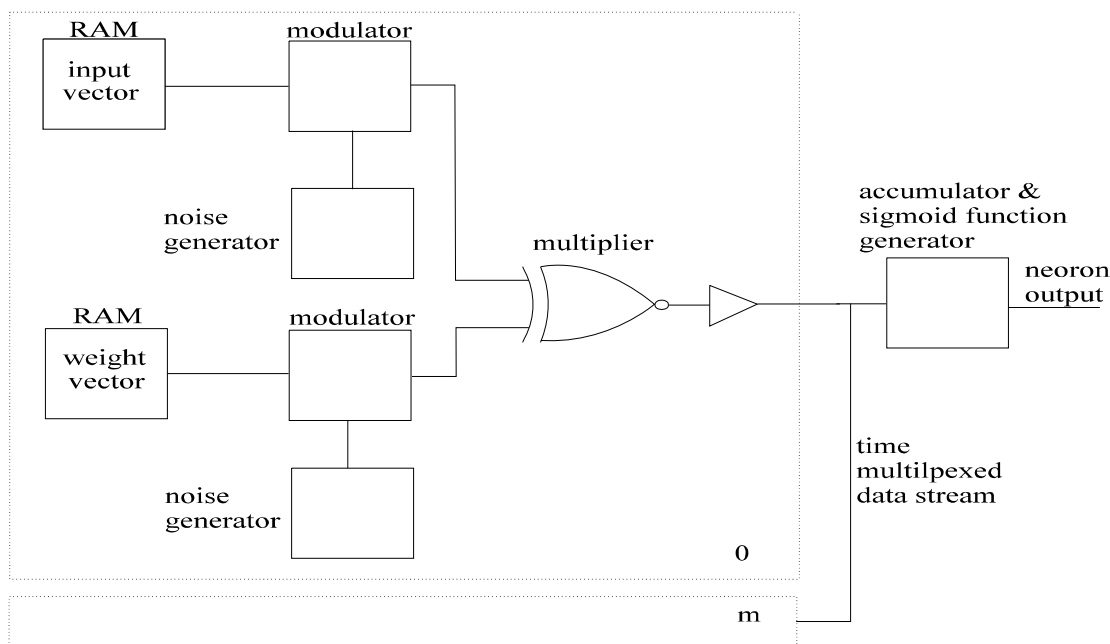 RAM
modulator
input
vector
noise
generator
accumulator &
sigmoid function
generator
multiplier
neoron
output
RAM
modulator
weight
vector
time
multilpexed
data stream
noise
generator
0
m